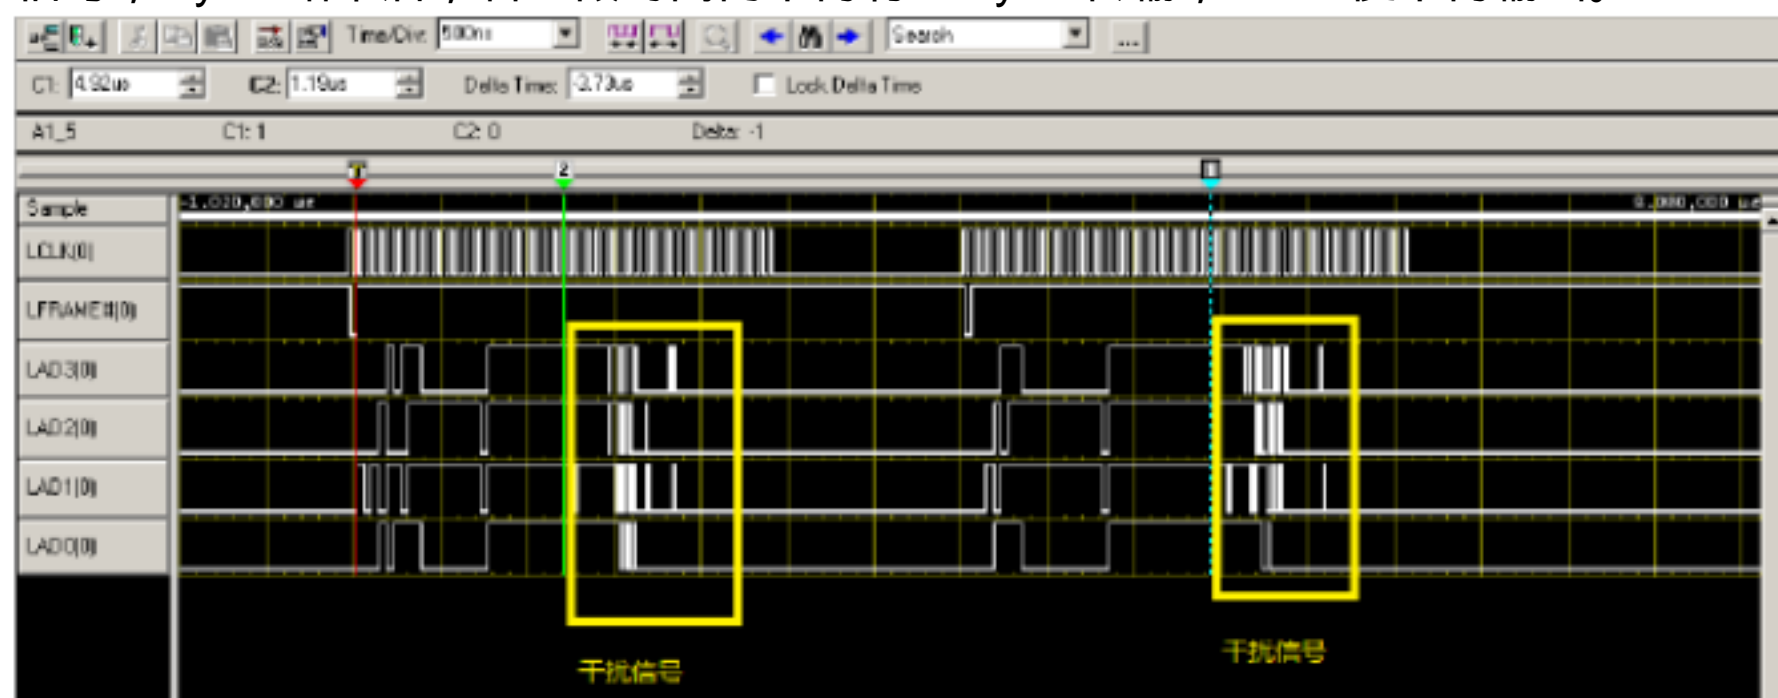 Time/Div: 500ns Search ...
C1: 4.92us C2: 1.19us Delta Time: -3.73us Lock Delta Time
A1_5 C1: 1 C2: 0 Delta: -1
2
Sample
LCLK(0)
LFRAME#(0)
LAD3(0)
LAD2(0)
LAD1(0)
LAD0(0)
干扰信号
干扰信号